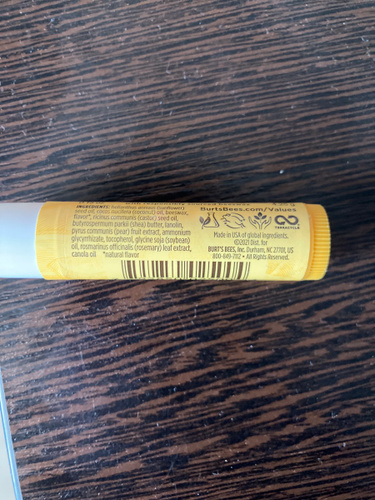 INGREDIENTS: helianthus annuus (sunflower)
seed oil, cocos nucifera (coconut) oil, beeswax,
flavor*, ricinus communis (castor) seed oil,
butyrospermum parkii (shea) butter, lanolin,
pyrus communis (pear) fruit extract, ammonium
glycyrrhizate, tocopherol, glycine soja (soybean)
oil, rosmarinus officinalis (rosemary) leaf extract,
canola oil *natural flavor
BurtsBees.com/Values
TERRACYCLE
Made in USA of global ingredients.
©2021 Dist. for
BURT'S BEES, Inc. Durham, NC 27701, US
800-849-7112 • All Rights Reserved.